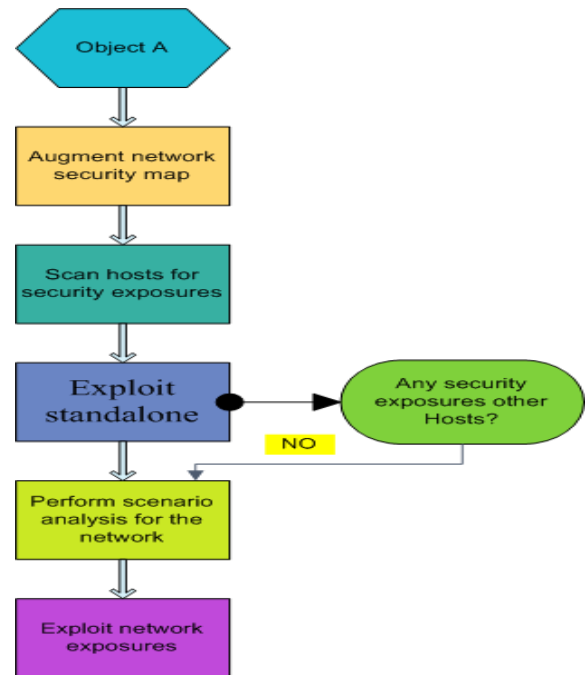 Object A
Augment network
security map
Scan hosts for
security exposures
Exploit
standalone
Any security
exposures other
Hosts?
NO
Perform scenario
analysis for the
network
Exploit network
exposures